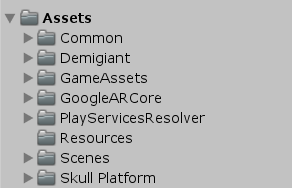 Assets
Common
Demigiant
GameAssets
GoogleARCore
PlayServicesResolver
Resources
Scenes
Skull Platform